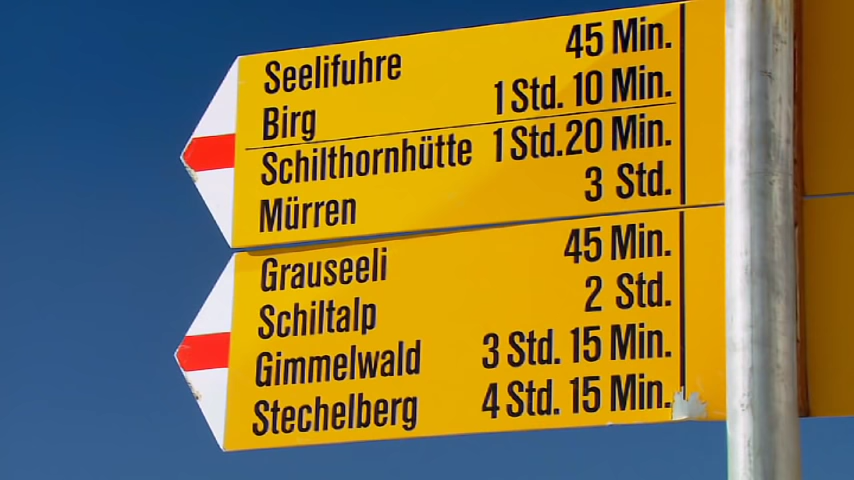 Seelifuhre 45 Min.
Birg 1 Std. 10 Min.
Schilthornhütte 1 Std. 20 Min.
Mürren 3 Std.
Grauseeli 45 Min.
Schiltalp 2 Std.
Gimmelwald 3 Std. 15 Min.
Stechelberg 4 Std. 15 Min.